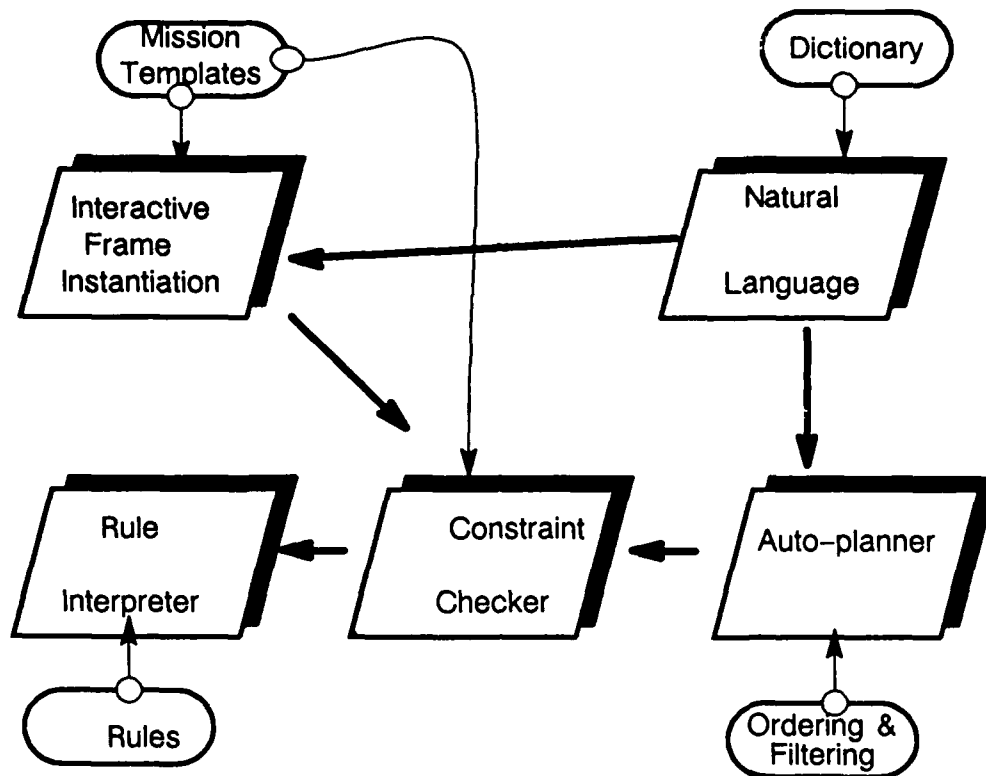 Mission
Templates
Dictionary
Interactive
Frame
Instantiation
Natural
Language
Rule
Interpreter
Constraint
Checker
Auto-planner
Rules
Ordering &
Filtering